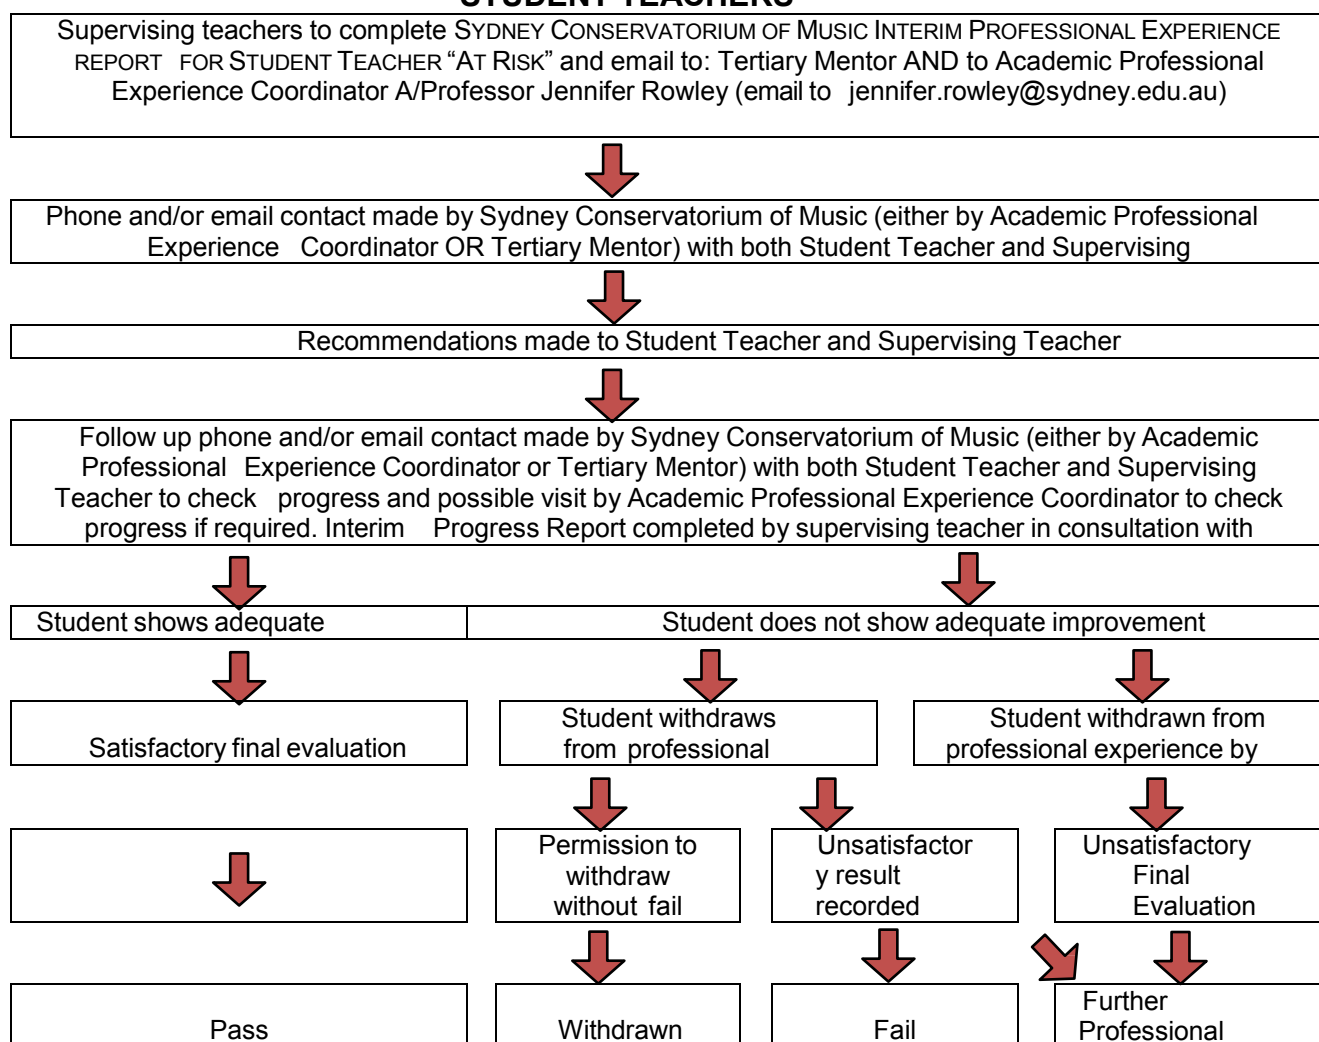 STUDENT TEACHERS
Supervising teachers to complete SYDNEY CONSERVATORIUM OF MUSIC INTERIM PROFESSIONAL EXPERIENCE
REPORT FOR STUDENT TEACHER “AT RISK” and email to: Tertiary Mentor AND to Academic Professional
Experience Coordinator A/Professor Jennifer Rowley (email to jennifer.rowley@sydney.edu.au)
Phone and/or email contact made by Sydney Conservatorium of Music (either by Academic Professional
Experience Coordinator OR Tertiary Mentor) with both Student Teacher and Supervising
Recommendations made to Student Teacher and Supervising Teacher
Follow up phone and/or email contact made by Sydney Conservatorium of Music (either by Academic
Professional Experience Coordinator or Tertiary Mentor) with both Student Teacher and Supervising
Teacher to check progress and possible visit by Academic Professional Experience Coordinator to check
progress if required. Interim Progress Report completed by supervising teacher in consultation with
Student shows adequate
Student does not show adequate improvement
Satisfactory final evaluation
Student withdraws
from professional
Student withdrawn from
professional experience by
Permission to
withdraw
without fail
Unsatisfactor
y result
recorded
Unsatisfactory
Final
Evaluation
Pass
Withdrawn
Fail
Further
Professional